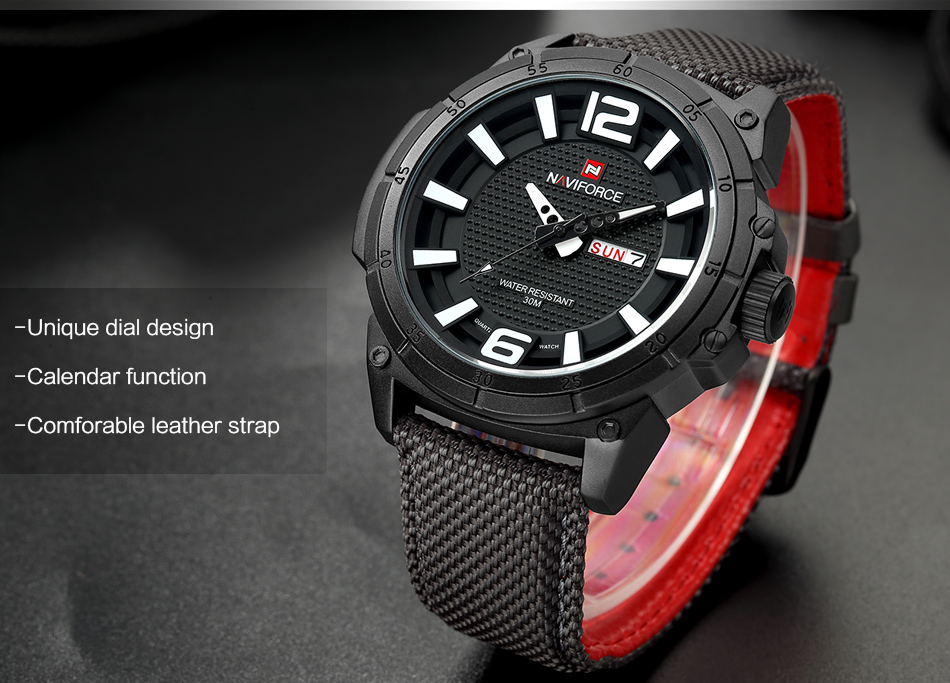 -Unique dial design
-Calendar function
-Comforable leather strap
60
05
10
15
20
25
30
35
40
45
50
55
12
NAVIFORCE
SUN 7
WATER RESISTANT
30M
QUARTZ WATCH
6